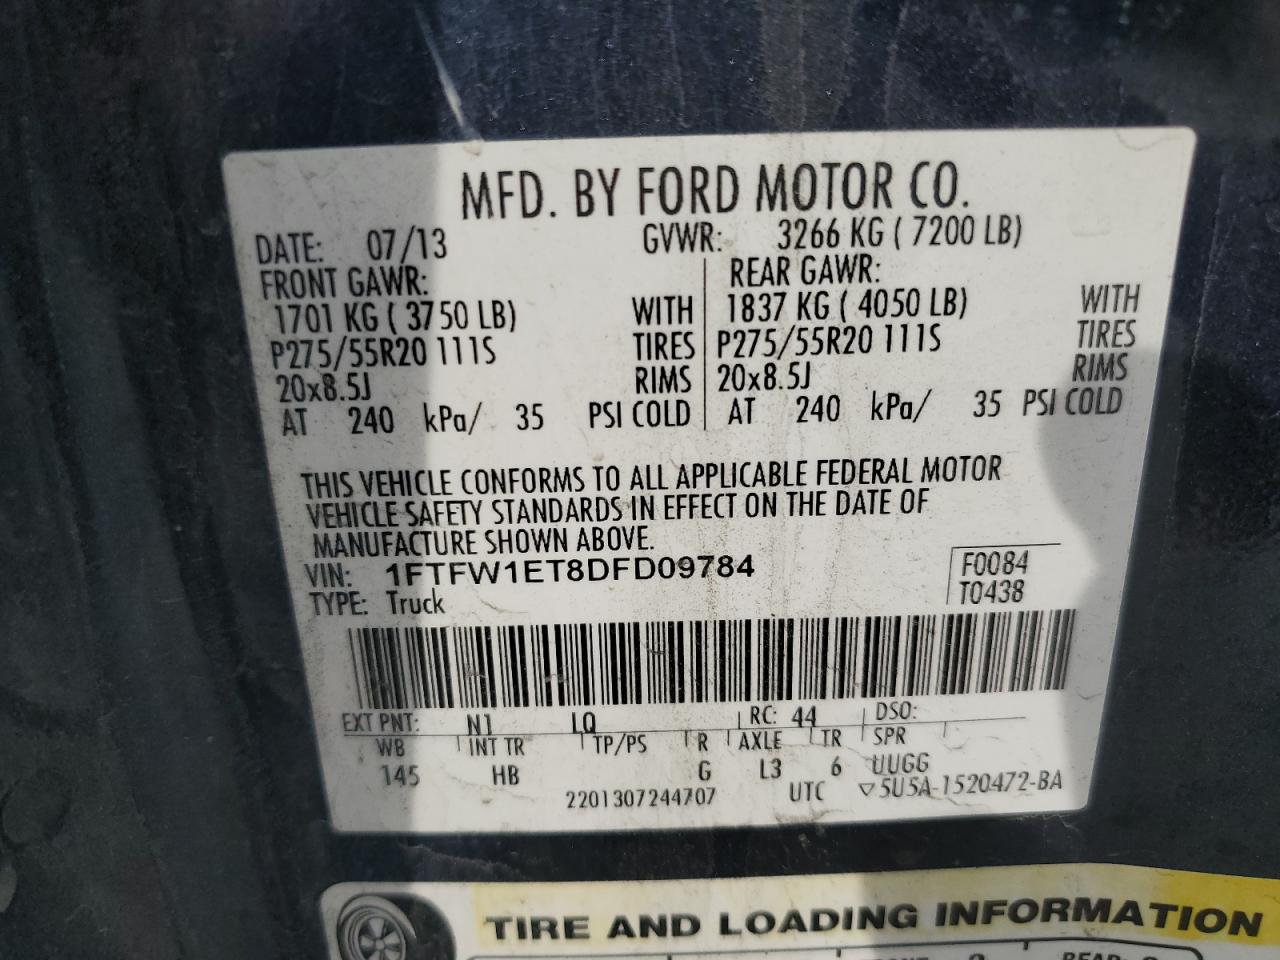 MFD. BY FORD MOTOR CO.
DATE: 07/13 GVWR: 3266 KG ( 7200 LB)
FRONT GAWR: REAR GAWR:
1701 KG ( 3750 LB) WITH 1837 KG ( 4050 LB) WITH
P275/55R20 111S TIRES P275/55R20 111S TIRES
20x8.5J RIMS 20x8.5J RIMS
AT 240 kPa/ 35 PSI COLD AT 240 kPa/ 35 PSI COLD
THIS VEHICLE CONFORMS TO ALL APPLICABLE FEDERAL MOTOR
VEHICLE SAFETY STANDARDS IN EFFECT ON THE DATE OF
MANUFACTURE SHOWN ABOVE.
VIN: 1FTFW1ET8DFD09784 F0084
TYPE: Truck T0438
EXT PNT: N1 LQ RC: 44 DSO:
WB INT TR TP/PS R AXLE TR SPR
145 HB G L3 6 UUGG
2201307244707 UTC ▽5U5A-1520472-BA
TIRE AND LOADING INFORMATION